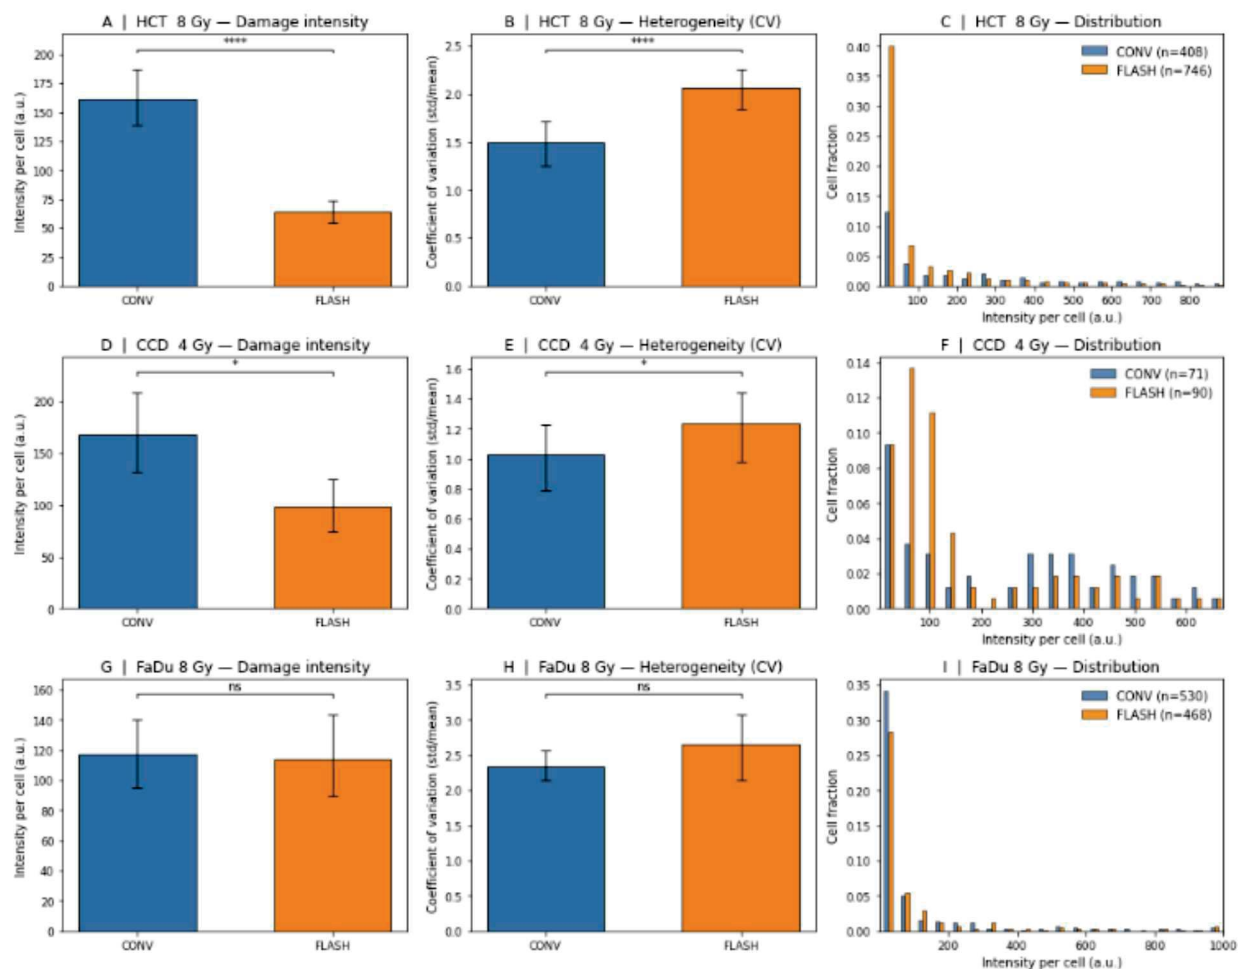 A | HCT 8 Gy — Damage intensity
****
Intensity per cell (a.u.)
200
175
150
125
100
75
50
25
0
CONV
FLASH
B | HCT 8 Gy — Heterogeneity (CV)
****
Coefficient of variation (std/mean)
2.5
2.0
1.5
1.0
0.5
0.0
CONV
FLASH
C | HCT 8 Gy — Distribution
CONV (n=408)
FLASH (n=746)
Cell fraction
0.40
0.35
0.30
0.25
0.20
0.15
0.10
0.05
0.00
100 200 300 400 500 600 700 800
Intensity per cell (a.u.)
D | CCD 4 Gy — Damage intensity
*
Intensity per cell (a.u.)
200
150
100
50
0
CONV
FLASH
E | CCD 4 Gy — Heterogeneity (CV)
*
Coefficient of variation (std/mean)
1.6
1.4
1.2
1.0
0.8
0.6
0.4
0.2
0.0
CONV
FLASH
F | CCD 4 Gy — Distribution
CONV (n=71)
FLASH (n=90)
Cell fraction
0.14
0.12
0.10
0.08
0.06
0.04
0.02
0.00
100 200 300 400 500 600
Intensity per cell (a.u.)
G | FaDu 8 Gy — Damage intensity
ns
Intensity per cell (a.u.)
160
140
120
100
80
60
40
20
0
CONV
FLASH
H | FaDu 8 Gy — Heterogeneity (CV)
ns
Coefficient of variation (std/mean)
3.5
3.0
2.5
2.0
1.5
1.0
0.5
0.0
CONV
FLASH
I | FaDu 8 Gy — Distribution
CONV (n=530)
FLASH (n=468)
Cell fraction
0.35
0.30
0.25
0.20
0.15
0.10
0.05
0.00
200 400 600 800 1000
Intensity per cell (a.u.)